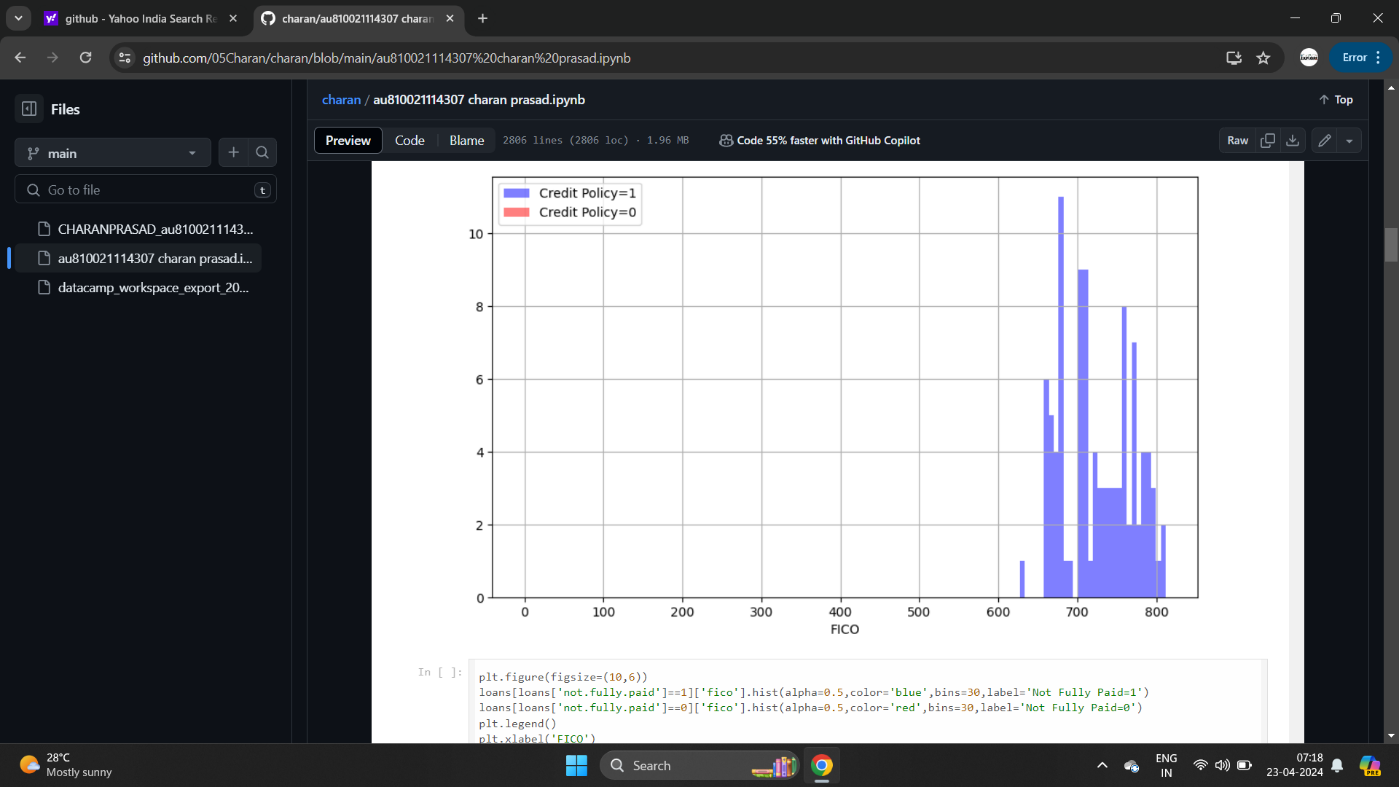 github - Yahoo India Search Re
charan/au810021114307 charan
github.com/05Charan/charan/blob/main/au810021114307%20charan%20prasad.ipynb
Error
Files
main
Go to file
t
CHARANPRASAD_au8100211143...
au810021114307 charan prasad.i...
datacamp_workspace_export_20...
charan / au810021114307 charan prasad.ipynb
Top
Preview Code Blame 2806 lines (2806 loc) · 1.96 MB Code 55% faster with GitHub Copilot Raw
Credit Policy=1
Credit Policy=0
10
8
6
4
2
0
0 100 200 300 400 500 600 700 800
FICO
In [ ]:
plt.figure(figsize=(10,6))
loans[loans['not.fully.paid']==1]['fico'].hist(alpha=0.5,color='blue',bins=30,label='Not Fully Paid=1')
loans[loans['not.fully.paid']==0]['fico'].hist(alpha=0.5,color='red',bins=30,label='Not Fully Paid=0')
plt.legend()
plt.xlabel('FICO')
28°C
Mostly sunny
Search
ENG
IN
07:18
23-04-2024
PRE